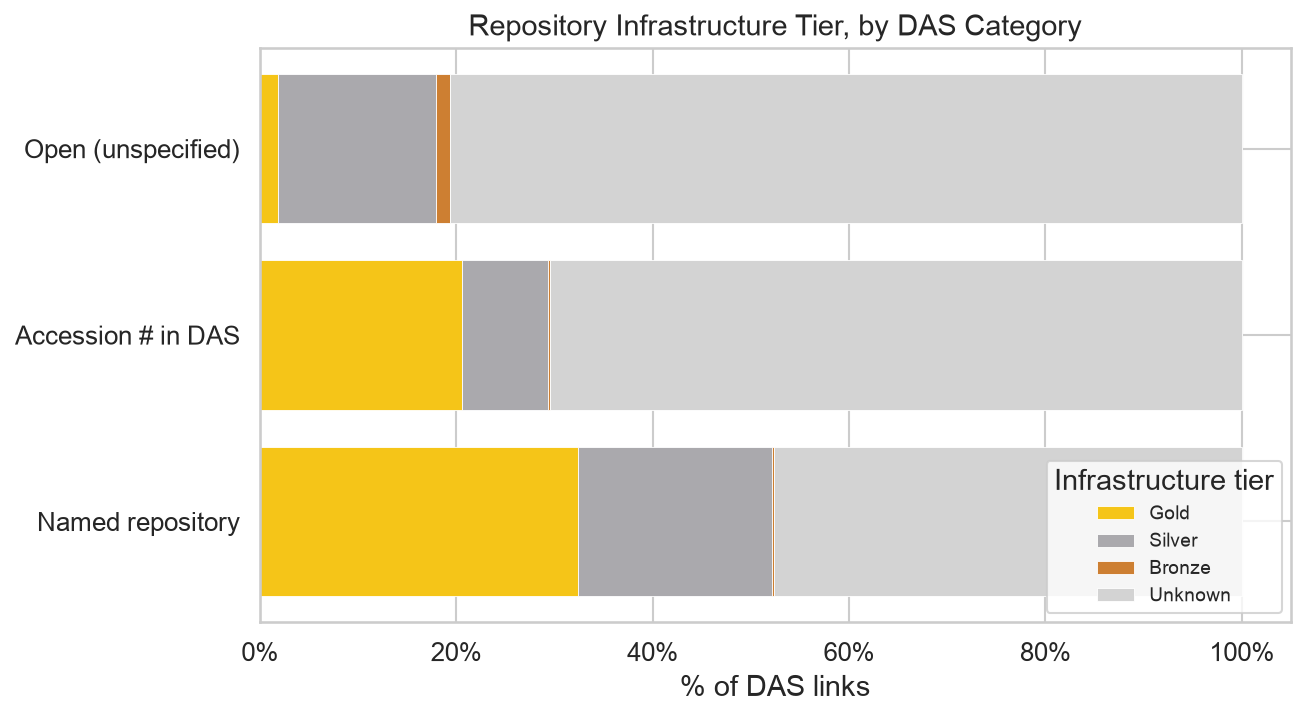 Repository Infrastructure Tier, by DAS Category
Open (unspecified)
Accession # in DAS
Named repository
Infrastructure tier
Gold
Silver
Bronze
Unknown
0% 20% 40% 60% 80% 100%
% of DAS links